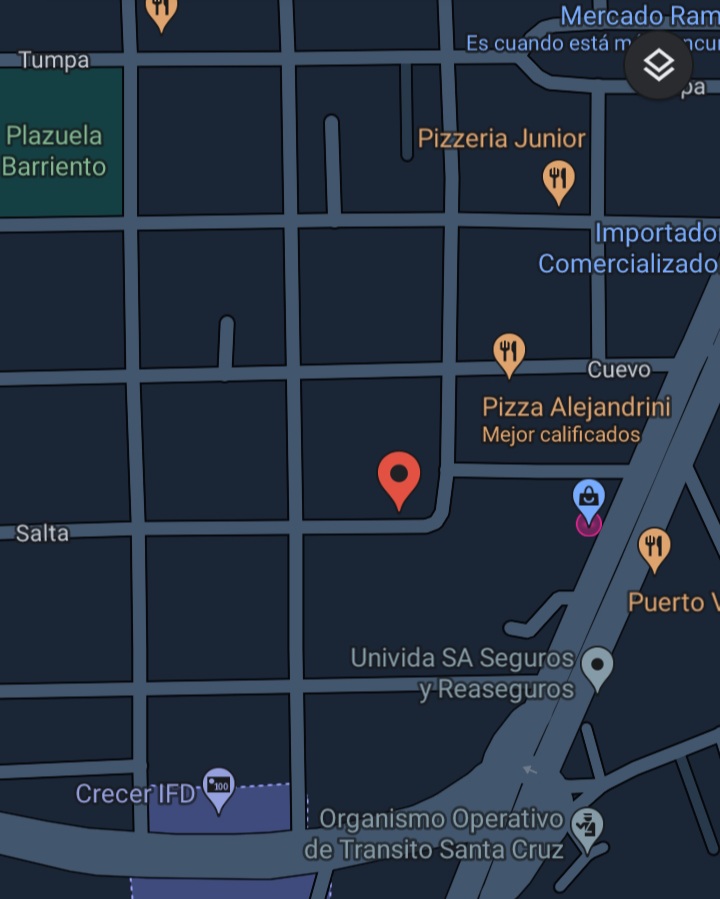 Mercado Ram
Es cuando está m
Tumpa
pa
Plazuela
Barriento
Pizzeria Junior
Importado
Comercializado
Cuevo
Pizza Alejandrini
Mejor calificados
Salta
Puerto V
Univida SA Seguros
y Reaseguros
Crecer IFD
100
Organismo Operativo
de Transito Santa Cruz